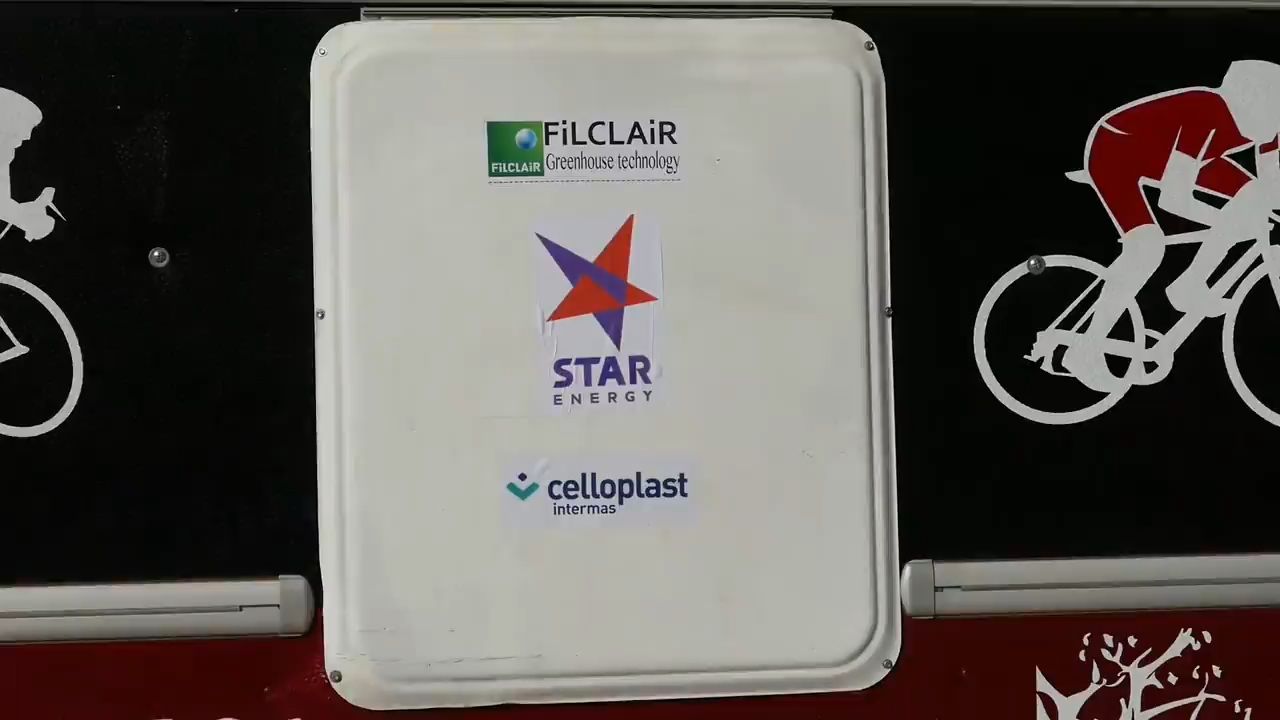 FiLCLAiR
FiLCLAiR
Greenhouse technology
STAR
ENERGY
celloplast
intermas